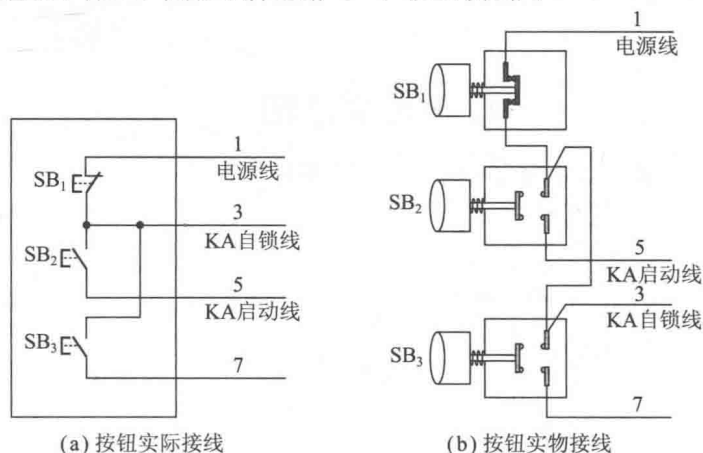 1
电源线
SB₁
3
KA自锁线
SB₂
5
KA启动线
SB₃
7
(a) 按钮实际接线
1
电源线
SB₁
SB₂
5
KA启动线
3
KA自锁线
SB₃
7
(b) 按钮实物接线